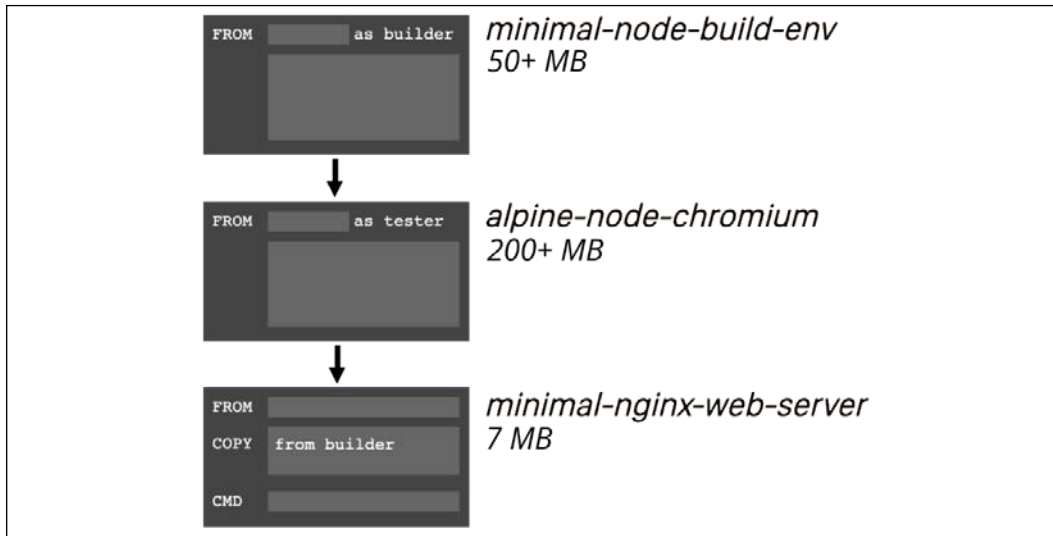 FROM as builder
minimal-node-build-env
50+ MB
FROM as tester
alpine-node-chromium
200+ MB
FROM
minimal-nginx-web-server
COPY from builder
7 MB
CMD